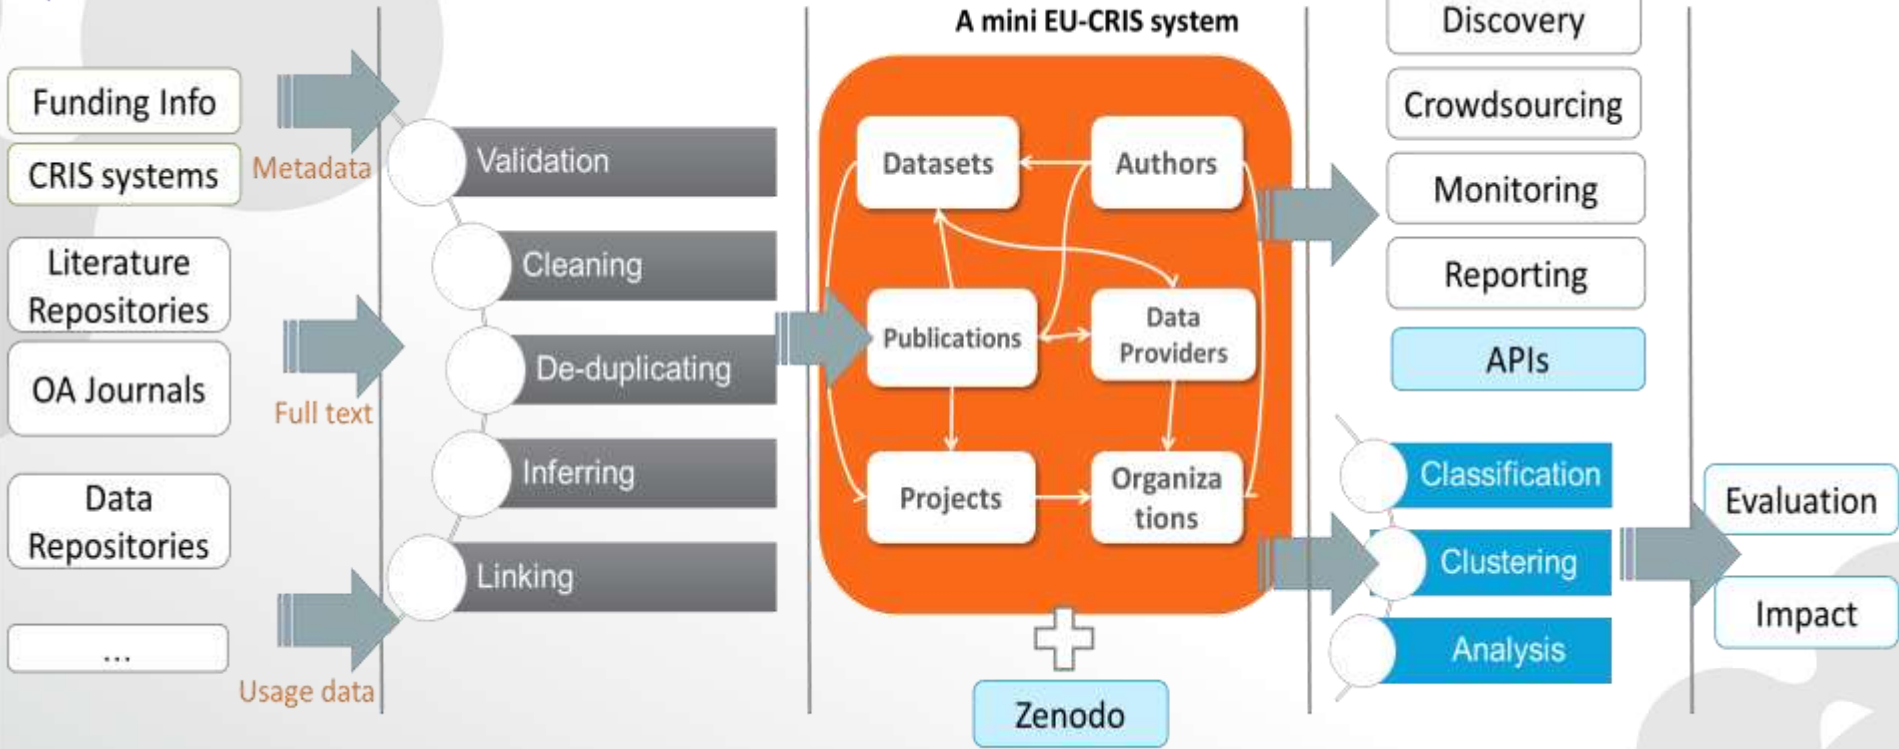 A mini EU-CRIS system
Funding Info
CRIS systems
Literature
Repositories
OA Journals
Data
Repositories
...
Metadata
Full text
Usage data
Validation
Cleaning
De-duplicating
Inferring
Linking
Datasets
Authors
Publications
Data
Providers
Projects
Organiza
tions
Zenodo
Discovery
Crowdsourcing
Monitoring
Reporting
APIs
Classification
Clustering
Analysis
Evaluation
Impact